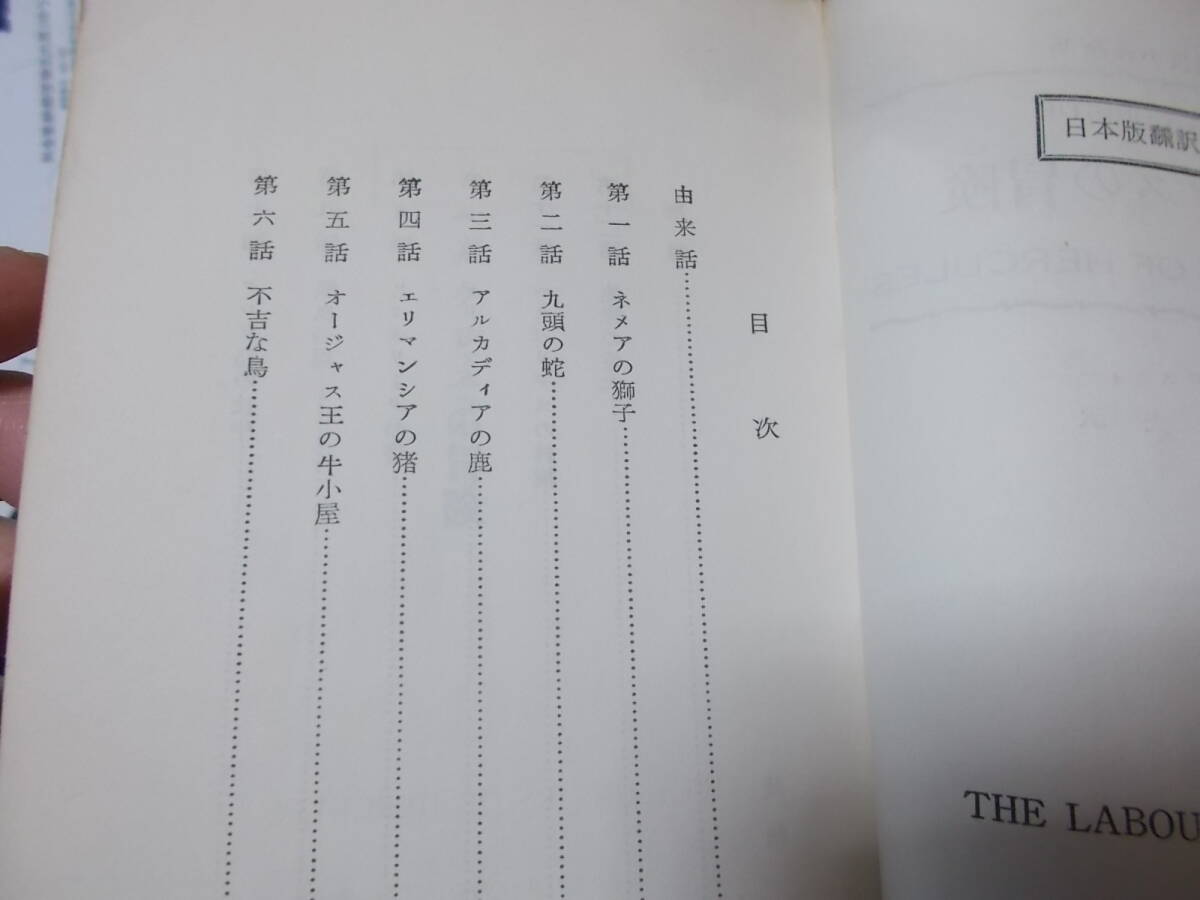 日本版翻訳
THE LABOU
目次
由来話
第一話 ネメアの獅子
第二話 九頭の蛇
第三話 アルカディアの鹿
第四話 エリマンシアの猪
第五話 オージャス王の牛小屋
第六話 不吉な鳥